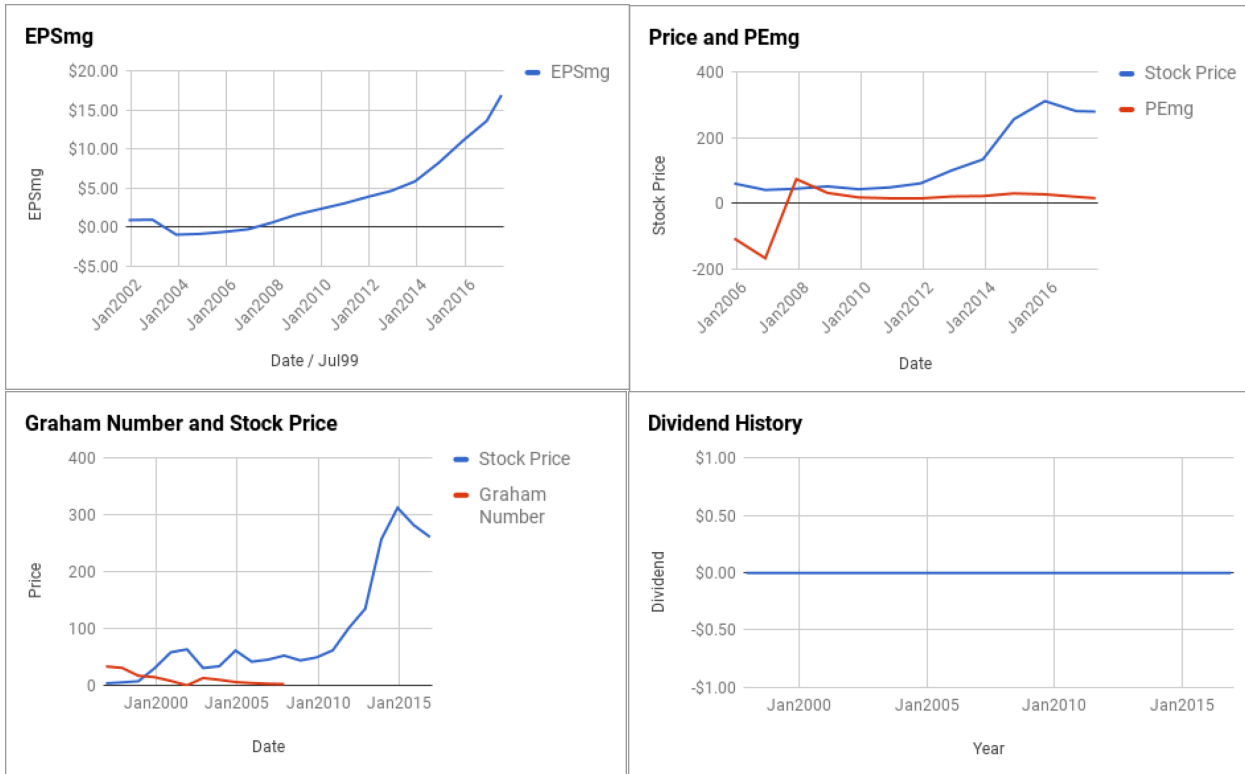 EPSmg
$20.00
$15.00
$10.00
$5.00
$0.00
-$5.00
EPSmg
Jan2002
Jan2004
Jan2006
Jan2008
Jan2010
Jan2012
Jan2014
Jan2016
Date / Jul99
EPSmg
Price and PEmg
400
200
0
-200
Stock Price
Jan2006
Jan2008
Jan2010
Jan2012
Jan2014
Jan2016
Date
Stock Price
PEmg
Graham Number and Stock Price
400
300
200
100
0
Price
Jan2000
Jan2005
Jan2010
Jan2015
Date
Stock Price
Graham
Number
Dividend History
$1.00
$0.50
$0.00
-$0.50
-$1.00
Dividend
Jan2000
Jan2005
Jan2010
Jan2015
Year